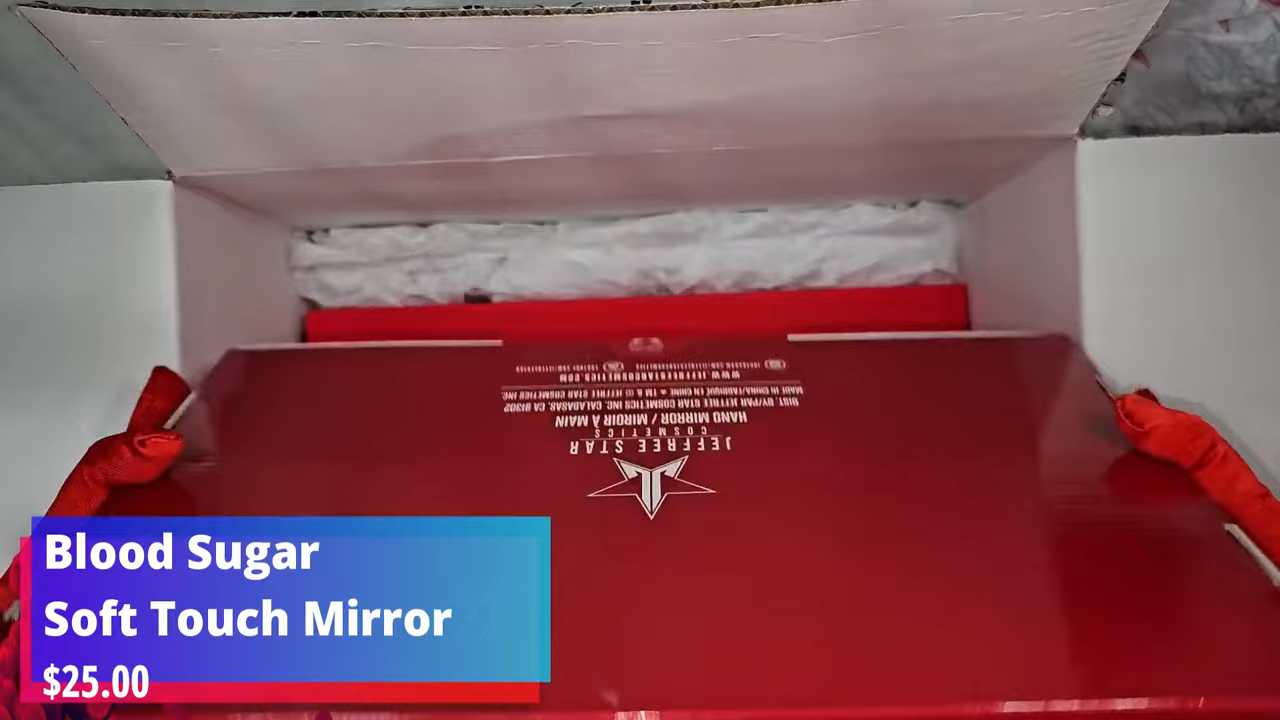 JEFFREE STAR
COSMETICS
HAND MIRROR / MIROIR À MAIN
DIST. BY/PAR JEFFREE STAR COSMETICS INC. CALABASAS, CA 91302
MADE IN CHINA/FABRIQUÉ EN CHINE • TM & © JEFFREE STAR COSMETICS INC.
WWW.JEFFREESTARCOSMETICS.COM
Blood Sugar
Soft Touch Mirror
$25.00